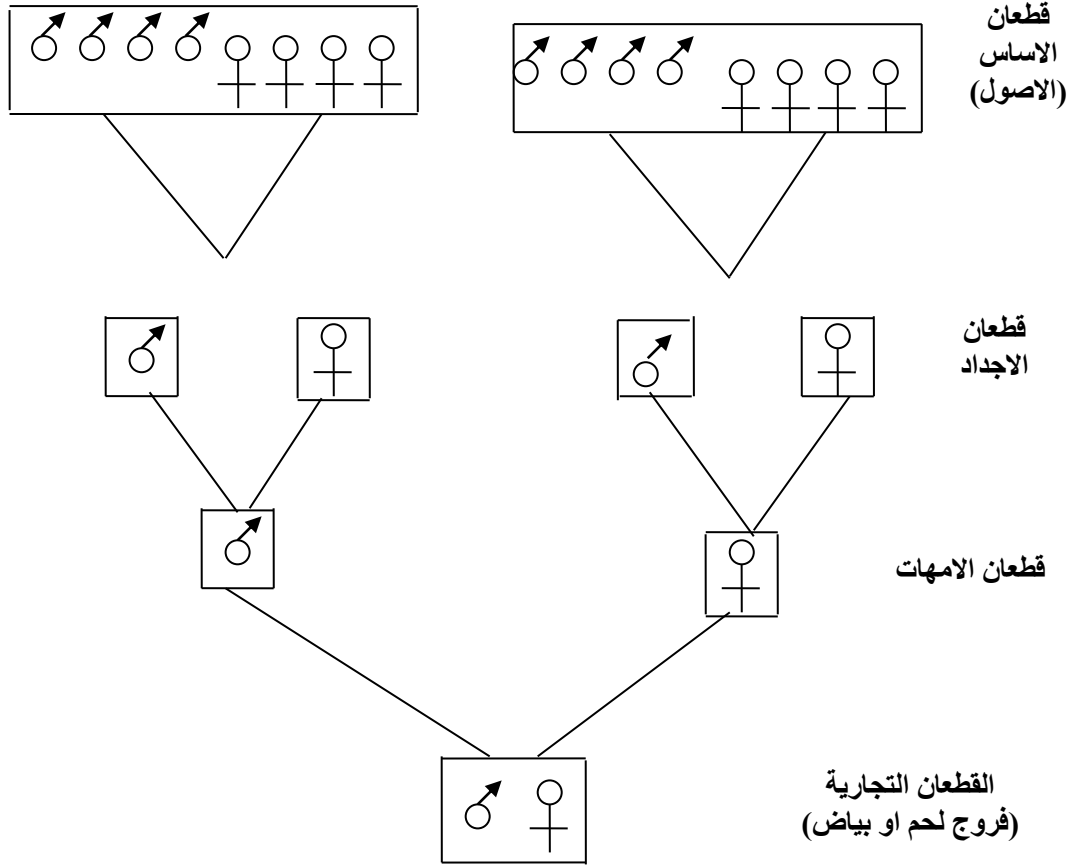 قطعان
الاساس
(الاصول)
قطعان
الاجداد
قطعان الامهات
القطعان التجارية
(فروج لحم او بياض)